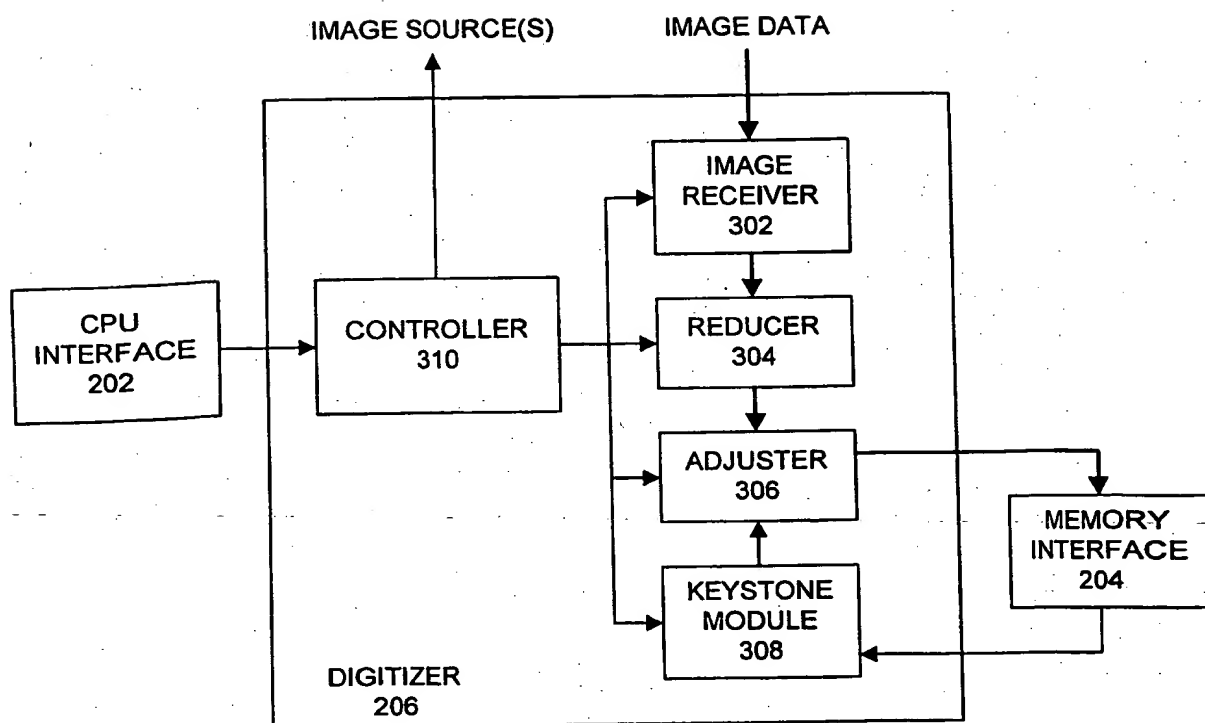 IMAGE SOURCE(S)
IMAGE DATA
IMAGE
RECEIVER
302
CPU
INTERFACE
202
CONTROLLER
310
REDUCER
304
ADJUSTER
306
MEMORY
INTERFACE
204
KEYSTONE
MODULE
308
DIGITIZER
206